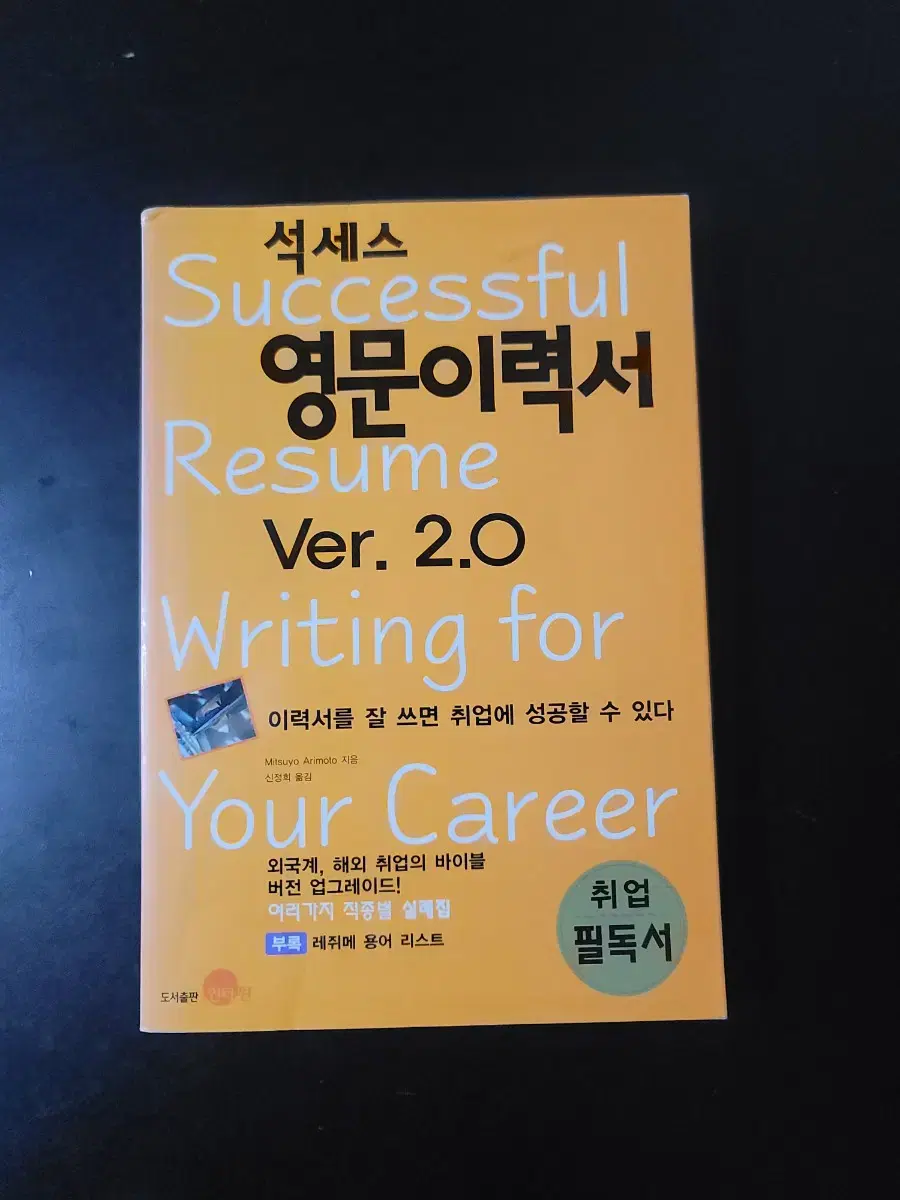 석세스
Successful
영문이력서
Resume
Ver. 2.0
Writing for
이력서를 잘 쓰면 취업에 성공할 수 있다
Mitsuyo Arimoto 지음
신정희 옮김
Your Career
외국계, 해외 취업의 바이블
버전 업그레이드!
여러가지 직종별 실례집
부록 레쥐메 용어 리스트
취업
필독서
도서출판